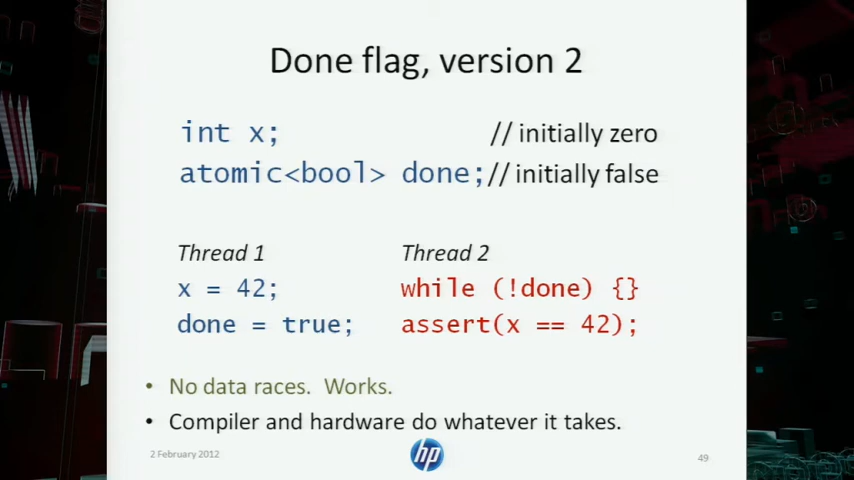 Done flag, version 2
int x; // initially zero
atomic<bool> done;// initially false
Thread 1 Thread 2
x = 42; while (!done) {}
done = true; assert(x == 42);
• No data races. Works.
• Compiler and hardware do whatever it takes.
2 February 2012 hp 49